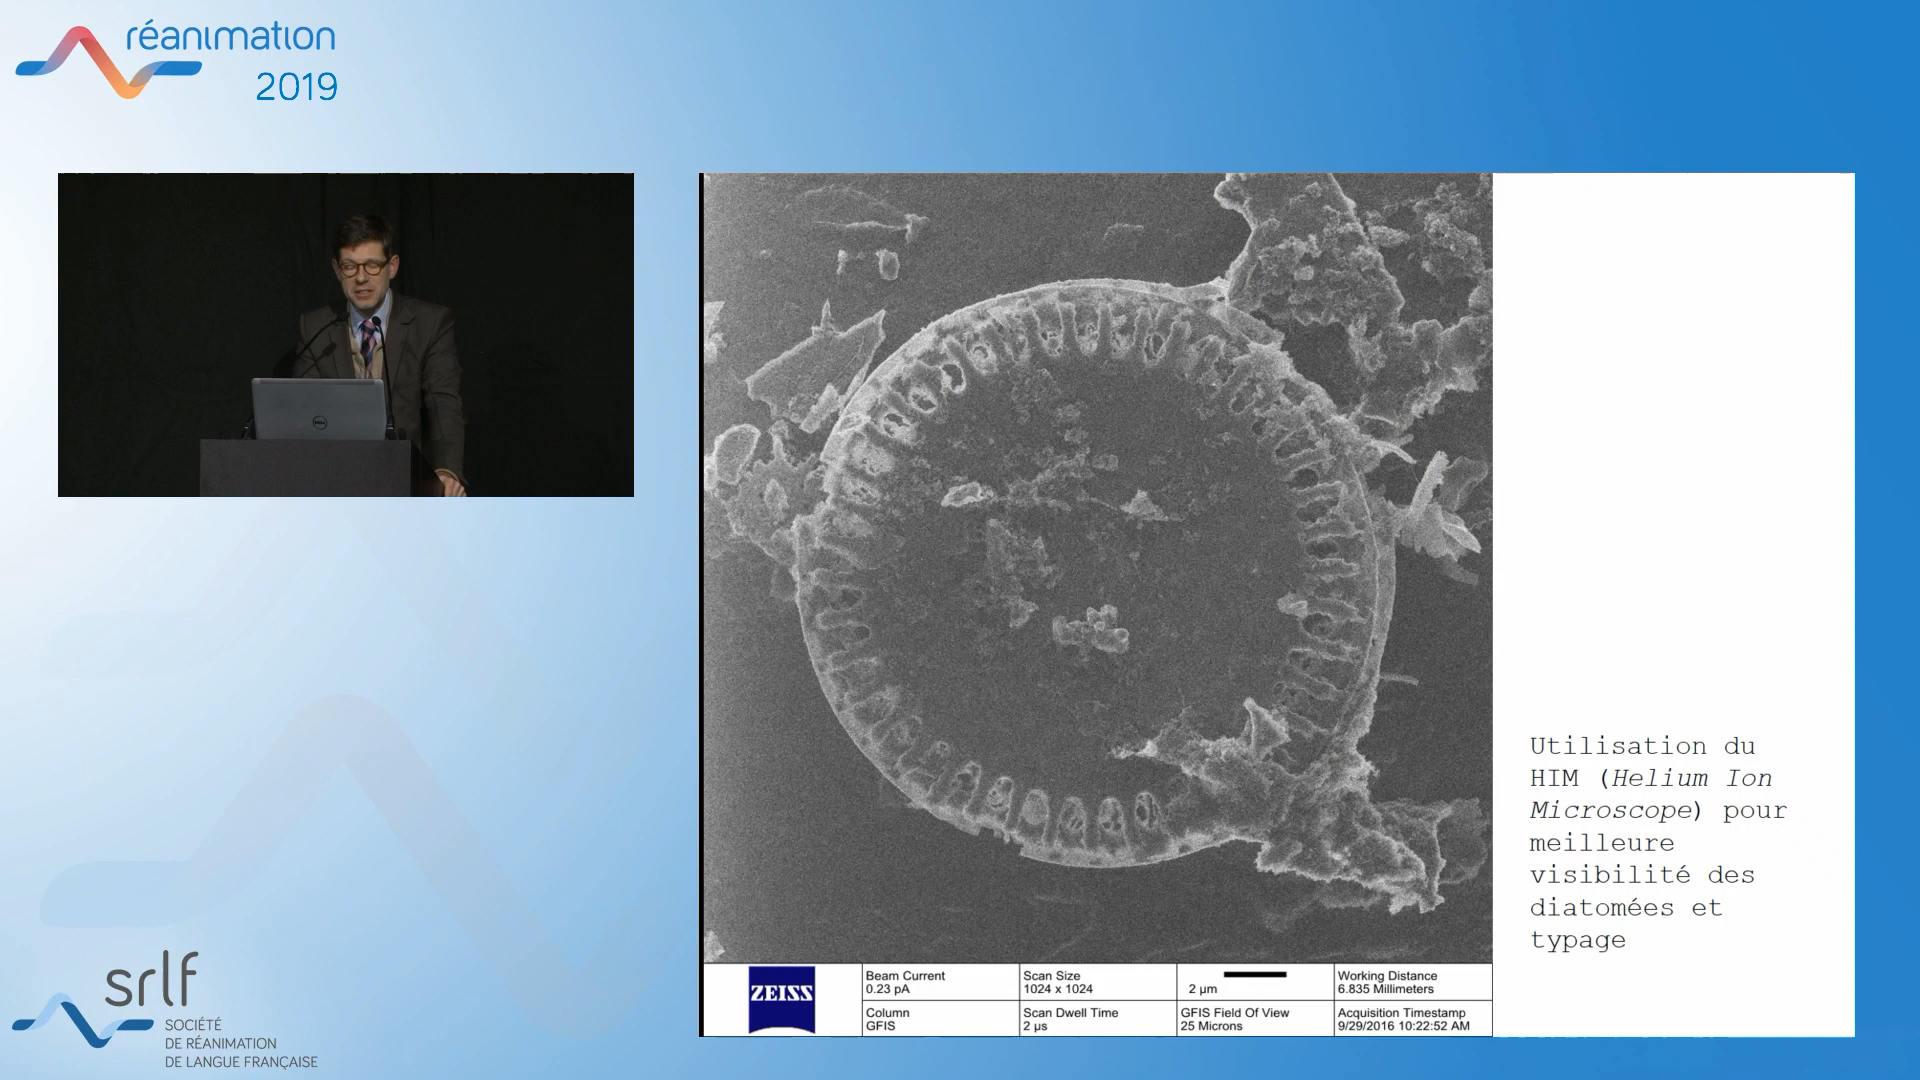 réanimation
2019
Utilisation du
HIM (Helium Ion
Microscope) pour
meilleure
visibilité des
diatomées et
typage
ZEISS
Beam Current
0.23 pA
Scan Size
1024 x 1024
2 µm
Working Distance
6.835 Millimeters
Column
GFIS
Scan Dwell Time
2 µs
GFIS Field Of View
25 Microns
Acquisition Timestamp
9/29/2016 10:22:52 AM
srlf
SOCIÉTÉ
DE RÉANIMATION
DE LANGUE FRANÇAISE
DELL